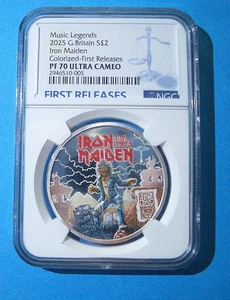 Music Legends
2025 G.Britain S£2
Iron Maiden
Colorized-First Releases
PF 70 ULTRA CAMEO
2946510-005
FIRST RELEASES
NGC
IRON
MAIDEN